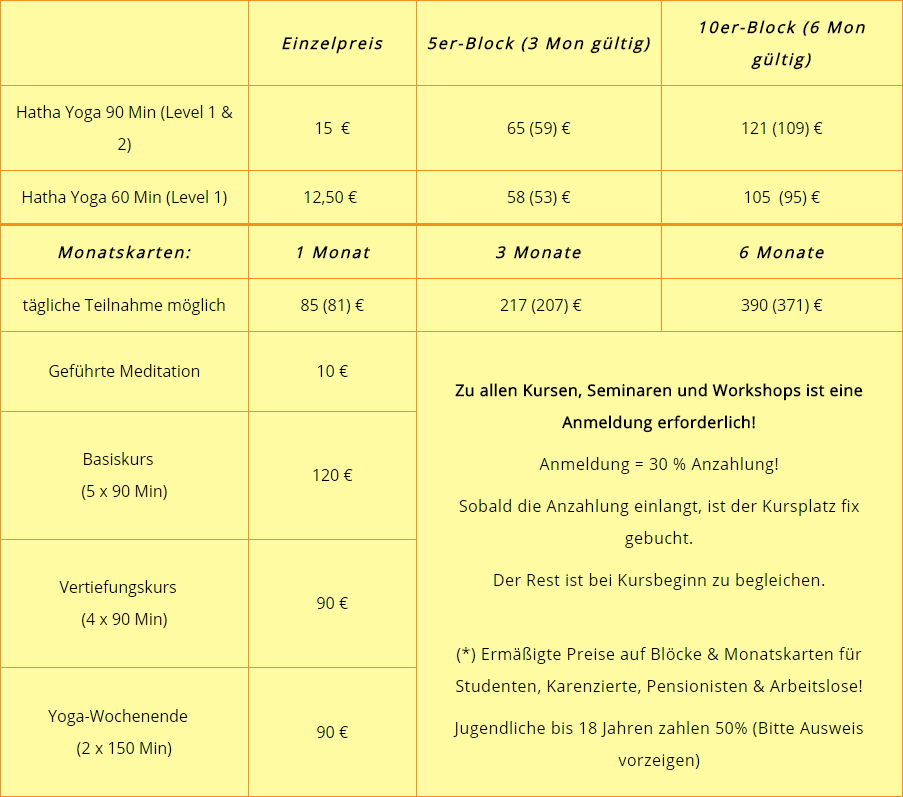 Einzelpreis
5er-Block (3 Mon gültig)
10er-Block (6 Mon
gültig)
Hatha Yoga 90 Min (Level 1 &
2)
15 €
65 (59) €
121 (109) €
Hatha Yoga 60 Min (Level 1)
12,50 €
58 (53) €
105 (95) €
Monatskarten:
1 Monat
3 Monate
6 Monate
tägliche Teilnahme möglich
85 (81) €
217 (207) €
390 (371) €
Geführte Meditation
10 €
Basiskurs
(5 x 90 Min)
120 €
Vertiefungskurs
(4 x 90 Min)
90 €
Yoga-Wochenende
(2 x 150 Min)
90 €
Zu allen Kursen, Seminaren und Workshops ist eine
Anmeldung erforderlich!
Anmeldung = 30 % Anzahlung!
Sobald die Anzahlung einlangt, ist der Kursplatz fix
gebucht.
Der Rest ist bei Kursbeginn zu begleichen.
(*) Ermäßigte Preise auf Blöcke & Monatskarten für
Studenten, Karenzierte, Pensionisten & Arbeitslose!
Jugendliche bis 18 Jahren zahlen 50% (Bitte Ausweis
vorzeigen)